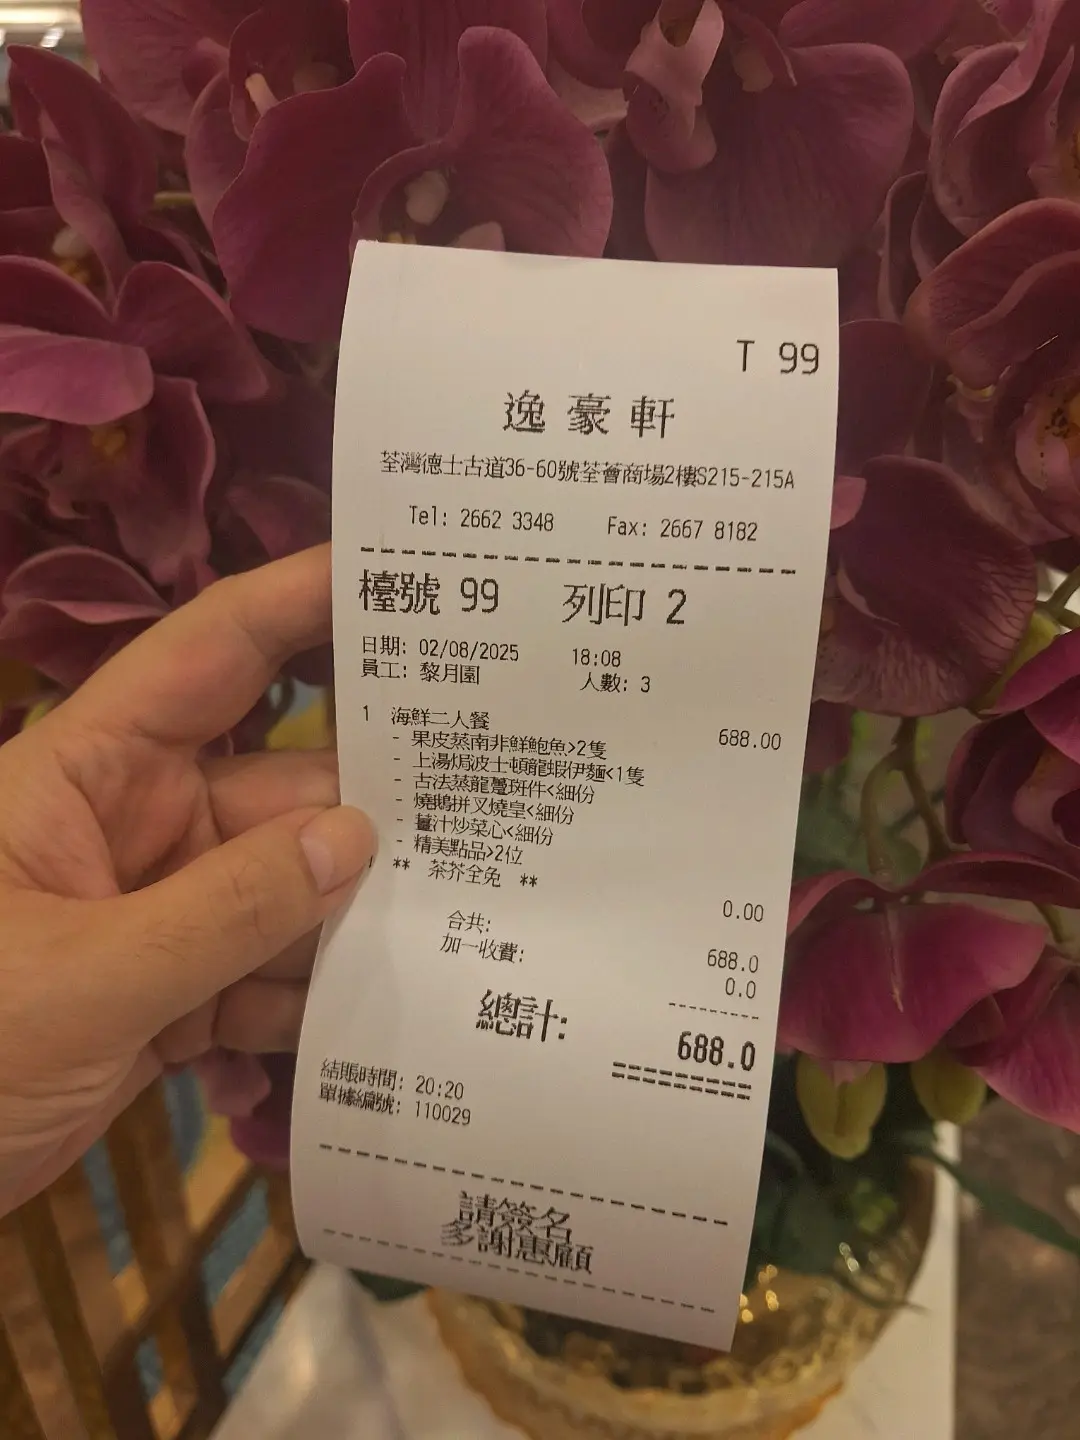 T 99
逸豪軒
荃灣德士古道36-60號荃薈商場2樓S215-215A
Tel: 2662 3348 Fax: 2667 8182
檯號 99 列印 2
日期: 02/08/2025 18:08
員工: 黎月園 人數: 3
1 海鮮二人餐 688.00
- 果皮蒸南非鮮鮑魚>2隻
- 上湯焗波士頓龍蝦伊麵<1隻
- 古法蒸龍躉斑件<細份
- 燒鵝拼叉燒皇<細份
- 薑汁炒菜心<細份
- 精美點品>2位
** 茶芥全免 ** 0.00
合共: 688.0
加一收費: 0.0
總計: 688.0
結賬時間: 20:20
單據編號: 110029
請簽名
多謝惠顧